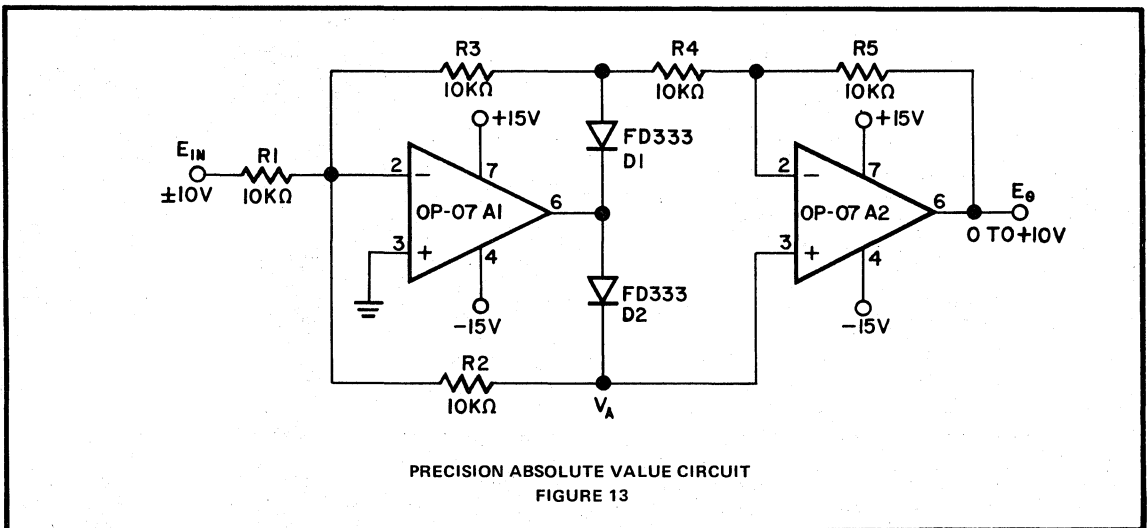 R3
10KΩ
R4
10KΩ
R5
10KΩ
+15V
FD333
D1
+15V
E_IN
±10V
R1
10KΩ
2
−
7
OP-07 A1
6
3
+
4
−15V
2
−
7
OP-07 A2
6
3
+
4
−15V
E_θ
0 TO +10V
FD333
D2
R2
10KΩ
V_A
PRECISION ABSOLUTE VALUE CIRCUIT
FIGURE 13